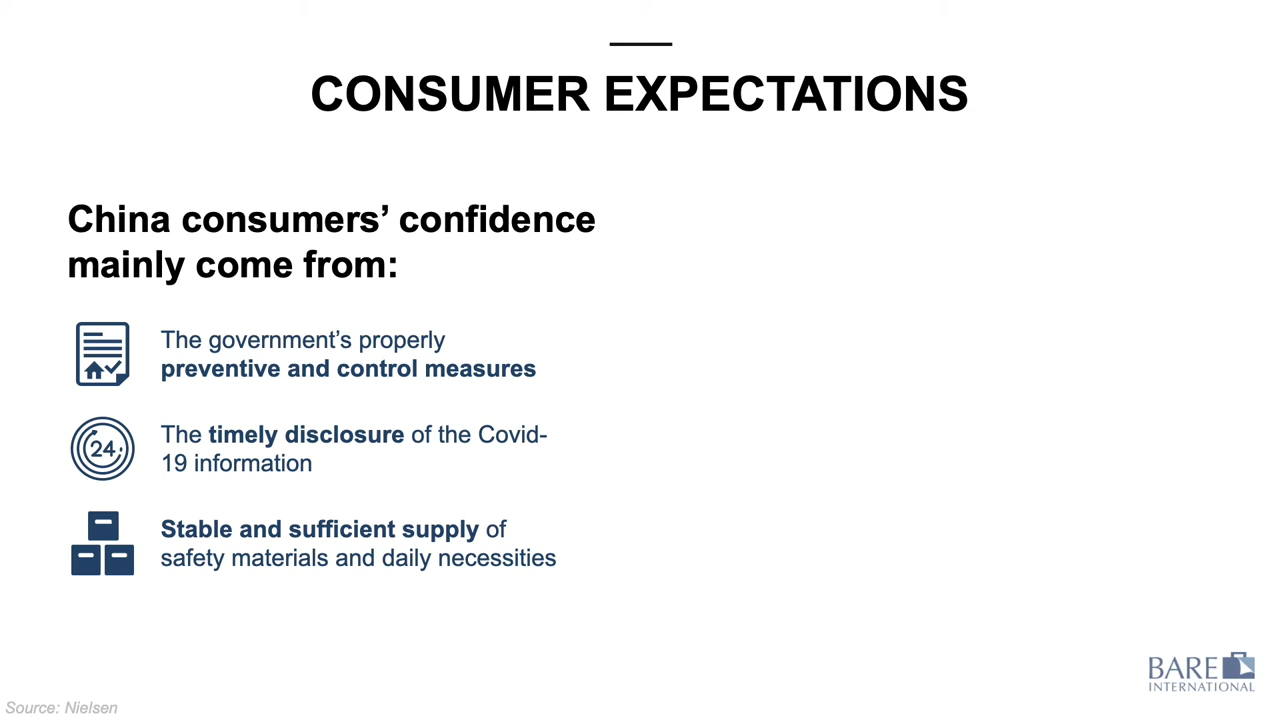 CONSUMER EXPECTATIONS
China consumers’ confidence
mainly come from:
The government’s properly
preventive and control measures
24
The timely disclosure of the Covid-
19 information
Stable and sufficient supply of
safety materials and daily necessities
BARE
INTERNATIONAL
Source: Nielsen